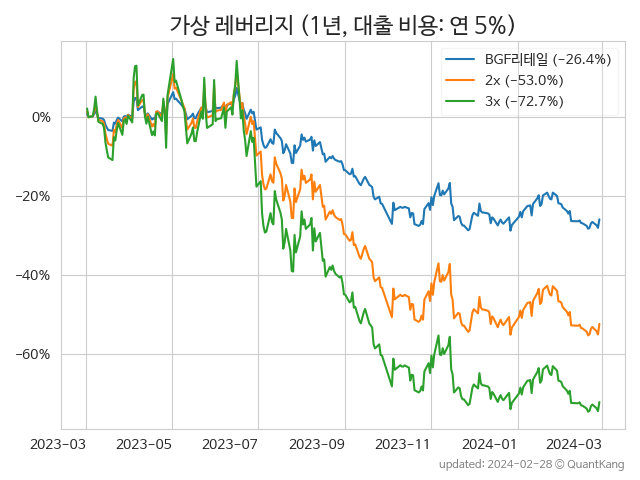 가상 레버리지 (1년, 대출 비용: 연 5%)
BGF리테일 (−26.4%)
2x (−53.0%)
3x (−72.7%)
0%
−20%
−40%
−60%
2023-03 2023-05 2023-07 2023-09 2023-11 2024-01 2024-03
updated: 2024-02-28 © QuantKang